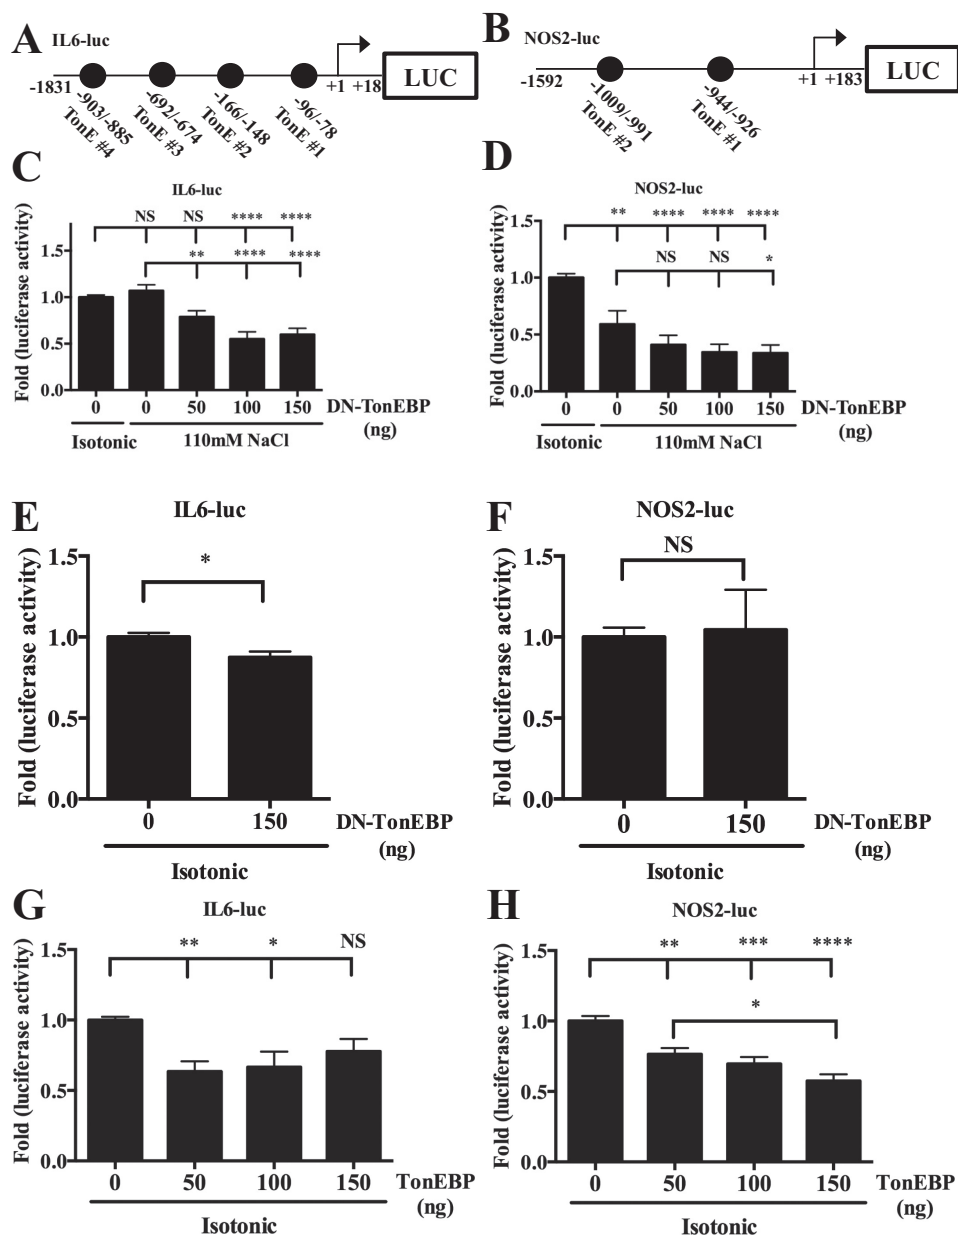 A
IL6-luc
-1831
+1 +18
LUC
-903/-885
TonE #4
-692/-674
TonE #3
-166/-148
TonE #2
-96/-78
TonE #1
B
NOS2-luc
-1592
+1 +183
LUC
-1009/-991
TonE #2
-944/-926
TonE #1
C
IL6-luc
Fold (luciferase activity)
1.5
1.0
0.5
0.0
NS NS **** ****
** **** ****
0 0 50 100 150 DN-TonEBP
(ng)
Isotonic 110mM NaCl
D
NOS2-luc
Fold (luciferase activity)
1.5
1.0
0.5
0.0
** **** **** ****
NS NS *
0 0 50 100 150 DN-TonEBP
(ng)
Isotonic 110mM NaCl
E
IL6-luc
Fold (luciferase activity)
1.5
1.0
0.5
0.0
*
0 150 DN-TonEBP
(ng)
Isotonic
F
NOS2-luc
Fold (luciferase activity)
1.5
1.0
0.5
0.0
NS
0 150 DN-TonEBP
(ng)
Isotonic
G
IL6-luc
Fold (luciferase activity)
1.5
1.0
0.5
0.0
** * NS
0 50 100 150 TonEBP
(ng)
Isotonic
H
NOS2-luc
Fold (luciferase activity)
1.5
1.0
0.5
0.0
** *** ****
*
0 50 100 150 TonEBP
(ng)
Isotonic